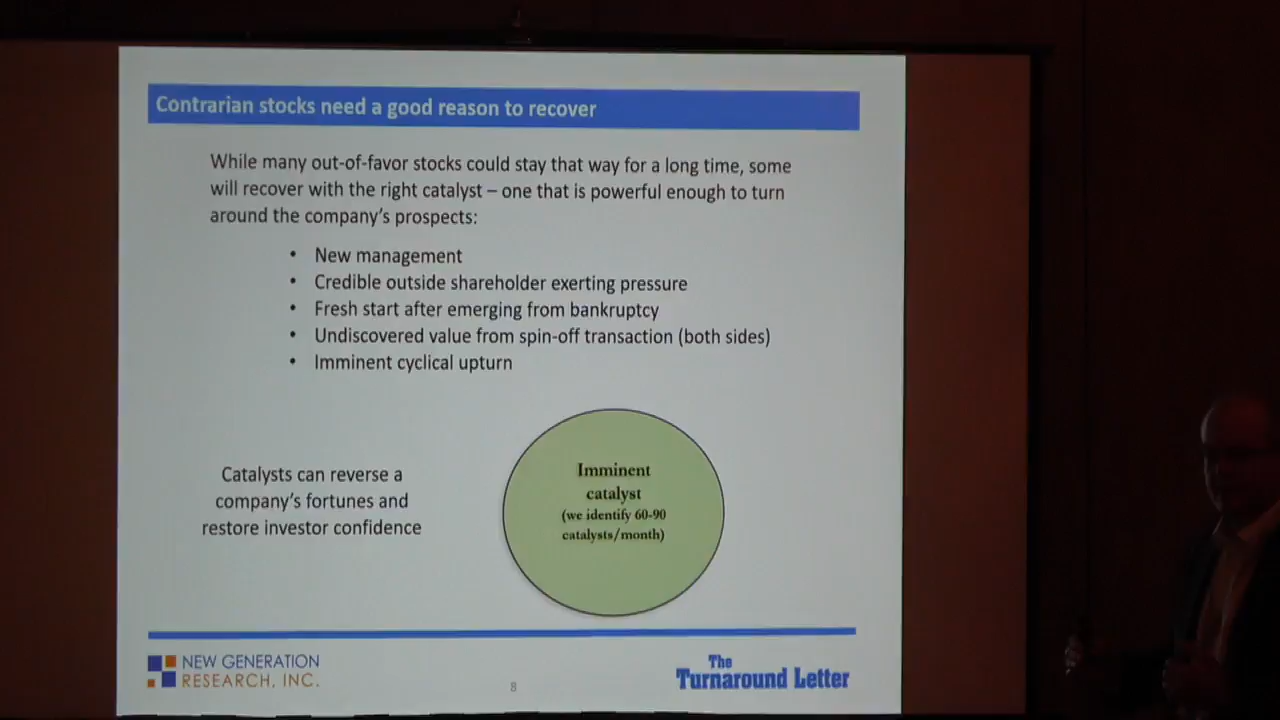 Contrarian stocks need a good reason to recover
While many out-of-favor stocks could stay that way for a long time, some
will recover with the right catalyst – one that is powerful enough to turn
around the company's prospects:
• New management
• Credible outside shareholder exerting pressure
• Fresh start after emerging from bankruptcy
• Undiscovered value from spin-off transaction (both sides)
• Imminent cyclical upturn
Catalysts can reverse a
company's fortunes and
restore investor confidence
Imminent
catalyst
(we identify 60-90
catalysts/month)
NEW GENERATION
RESEARCH, INC.
8
The
Turnaround Letter